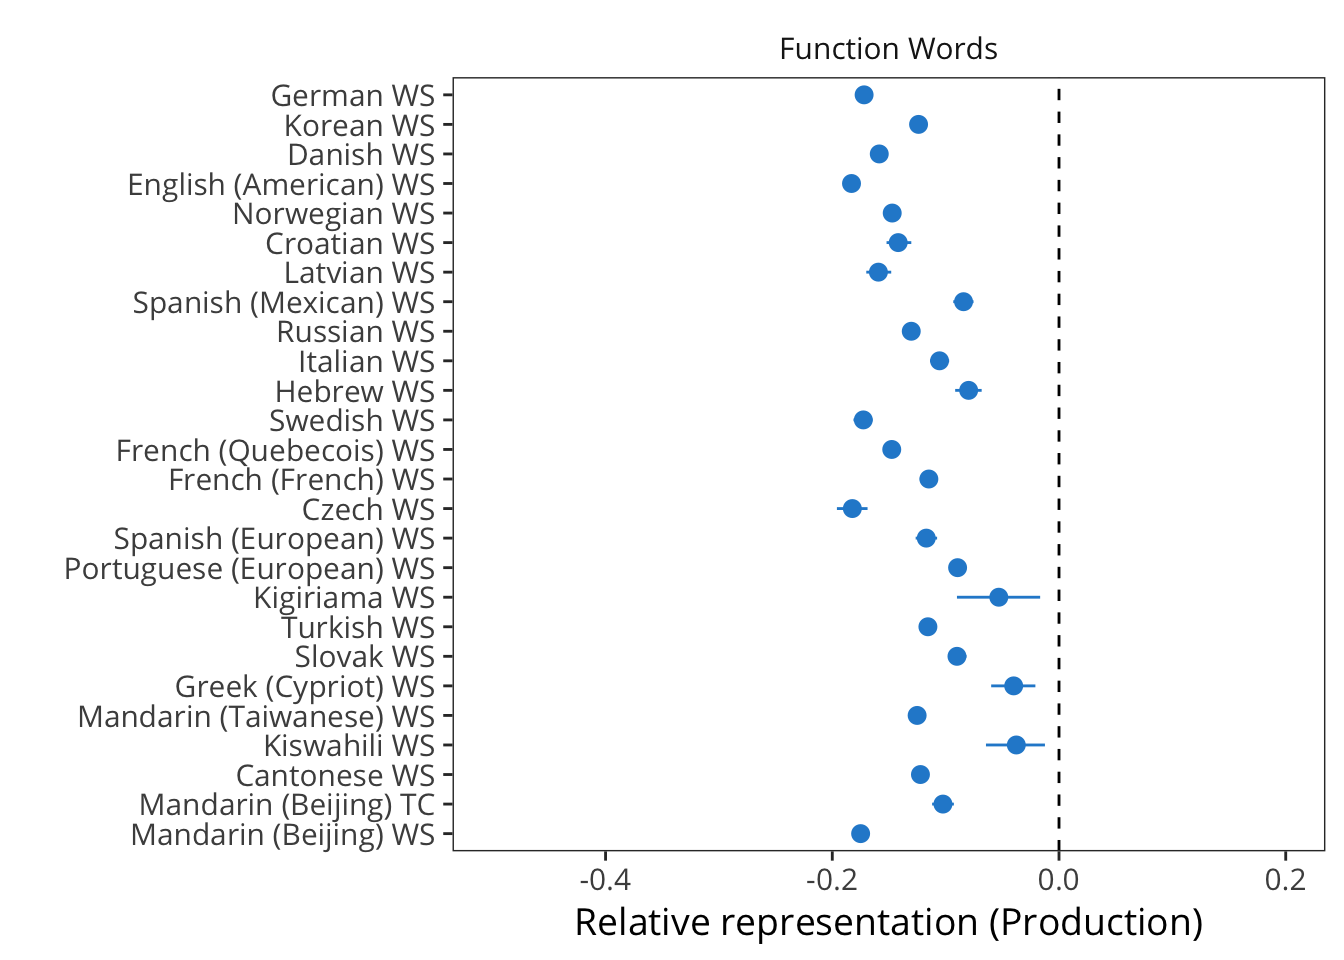 Function Words
German WS
Korean WS
Danish WS
English (American) WS
Norwegian WS
Croatian WS
Latvian WS
Spanish (Mexican) WS
Russian WS
Italian WS
Hebrew WS
Swedish WS
French (Quebecois) WS
French (French) WS
Czech WS
Spanish (European) WS
Portuguese (European) WS
Kigiriama WS
Turkish WS
Slovak WS
Greek (Cypriot) WS
Mandarin (Taiwanese) WS
Kiswahili WS
Cantonese WS
Mandarin (Beijing) TC
Mandarin (Beijing) WS
-0.4 -0.2 0.0 0.2
Relative representation (Production)